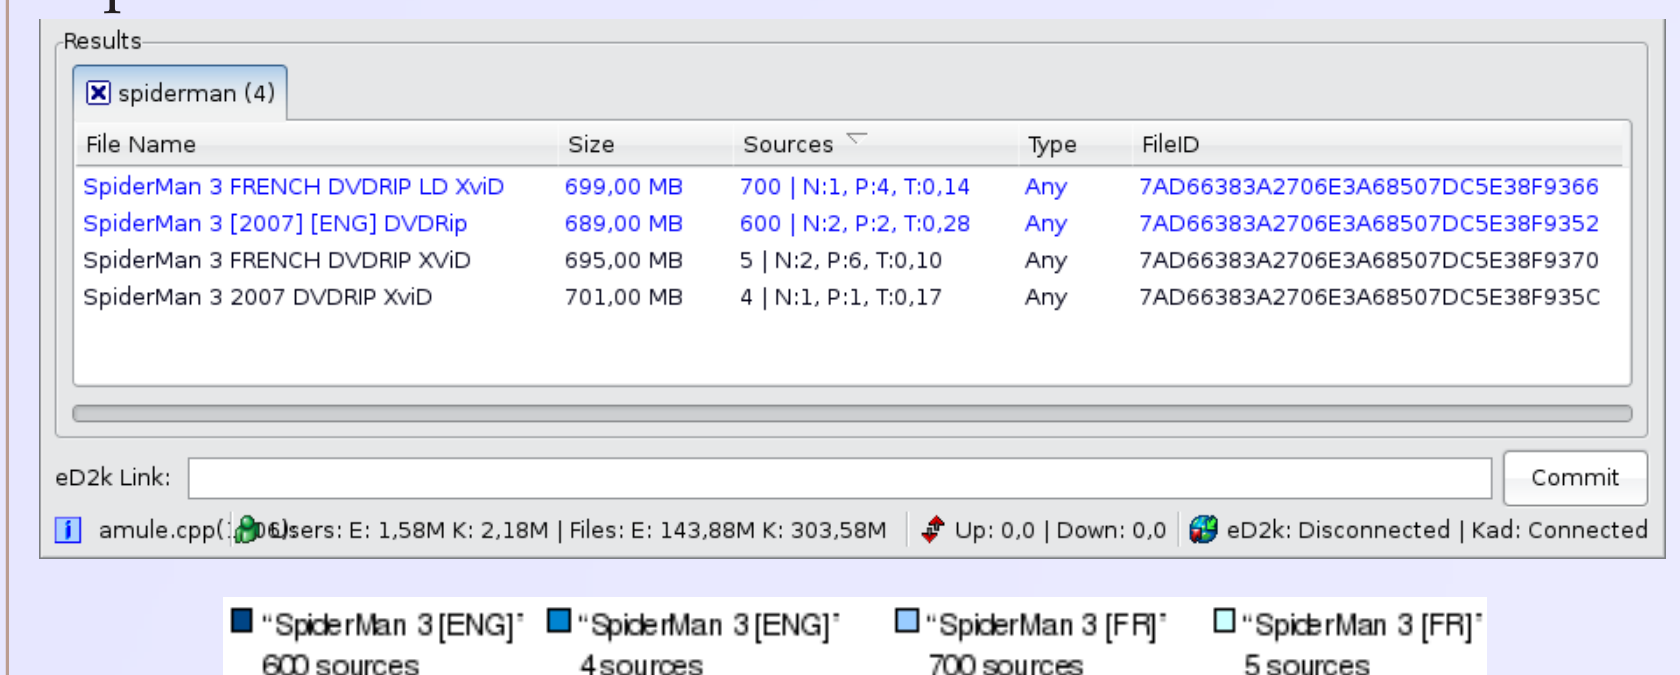 Results
spiderman (4)
File Name Size Sources Type FileID
SpiderMan 3 FRENCH DVDRIP LD XviD 699,00 MB 700 | N:1, P:4, T:0,14 Any 7AD66383A2706E3A68507DC5E38F9366
SpiderMan 3 [2007] [ENG] DVDRip 689,00 MB 600 | N:2, P:2, T:0,28 Any 7AD66383A2706E3A68507DC5E38F9352
SpiderMan 3 FRENCH DVDRIP XViD 695,00 MB 5 | N:2, P:6, T:0,10 Any 7AD66383A2706E3A68507DC5E38F9370
SpiderMan 3 2007 DVDRIP XviD 701,00 MB 4 | N:1, P:1, T:0,17 Any 7AD66383A2706E3A68507DC5E38F935C
eD2k Link: Commit
amule.cpp( Users: E: 1,58M K: 2,18M | Files: E: 143,88M K: 303,58M Up: 0,0 | Down: 0,0 eD2k: Disconnected | Kad: Connected
"SpiderMan 3 [ENG]" "SpiderMan 3 [ENG]" "SpiderMan 3 [FR]" "SpiderMan 3 [FR]"
600 sources 4 sources 700 sources 5 sources